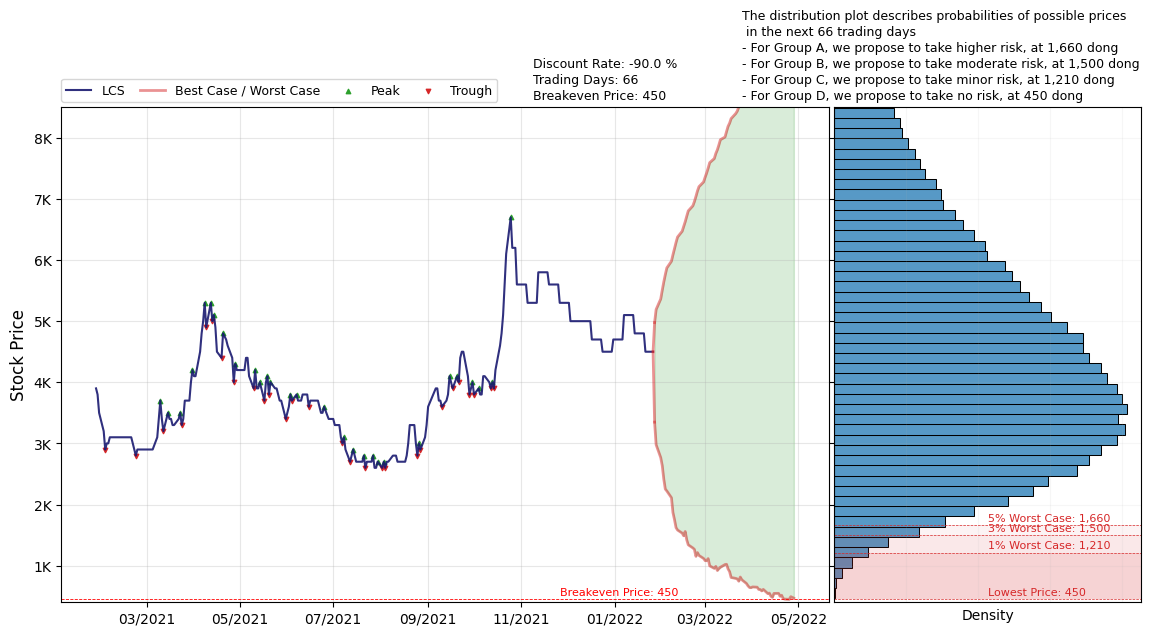 The distribution plot describes probabilities of possible prices
in the next 66 trading days
- For Group A, we propose to take higher risk, at 1,660 dong
- For Group B, we propose to take moderate risk, at 1,500 dong
- For Group C, we propose to take minor risk, at 1,210 dong
- For Group D, we propose to take no risk, at 450 dong
Discount Rate: -90.0 %
Trading Days: 66
Breakeven Price: 450
LCS
Best Case / Worst Case
Peak
Trough
Stock Price
8K
7K
6K
5K
4K
3K
2K
1K
Breakeven Price: 450
03/2021
05/2021
07/2021
09/2021
11/2021
01/2022
03/2022
05/2022
5% Worst Case: 1,660
3% Worst Case: 1,500
1% Worst Case: 1,210
Lowest Price: 450
Density